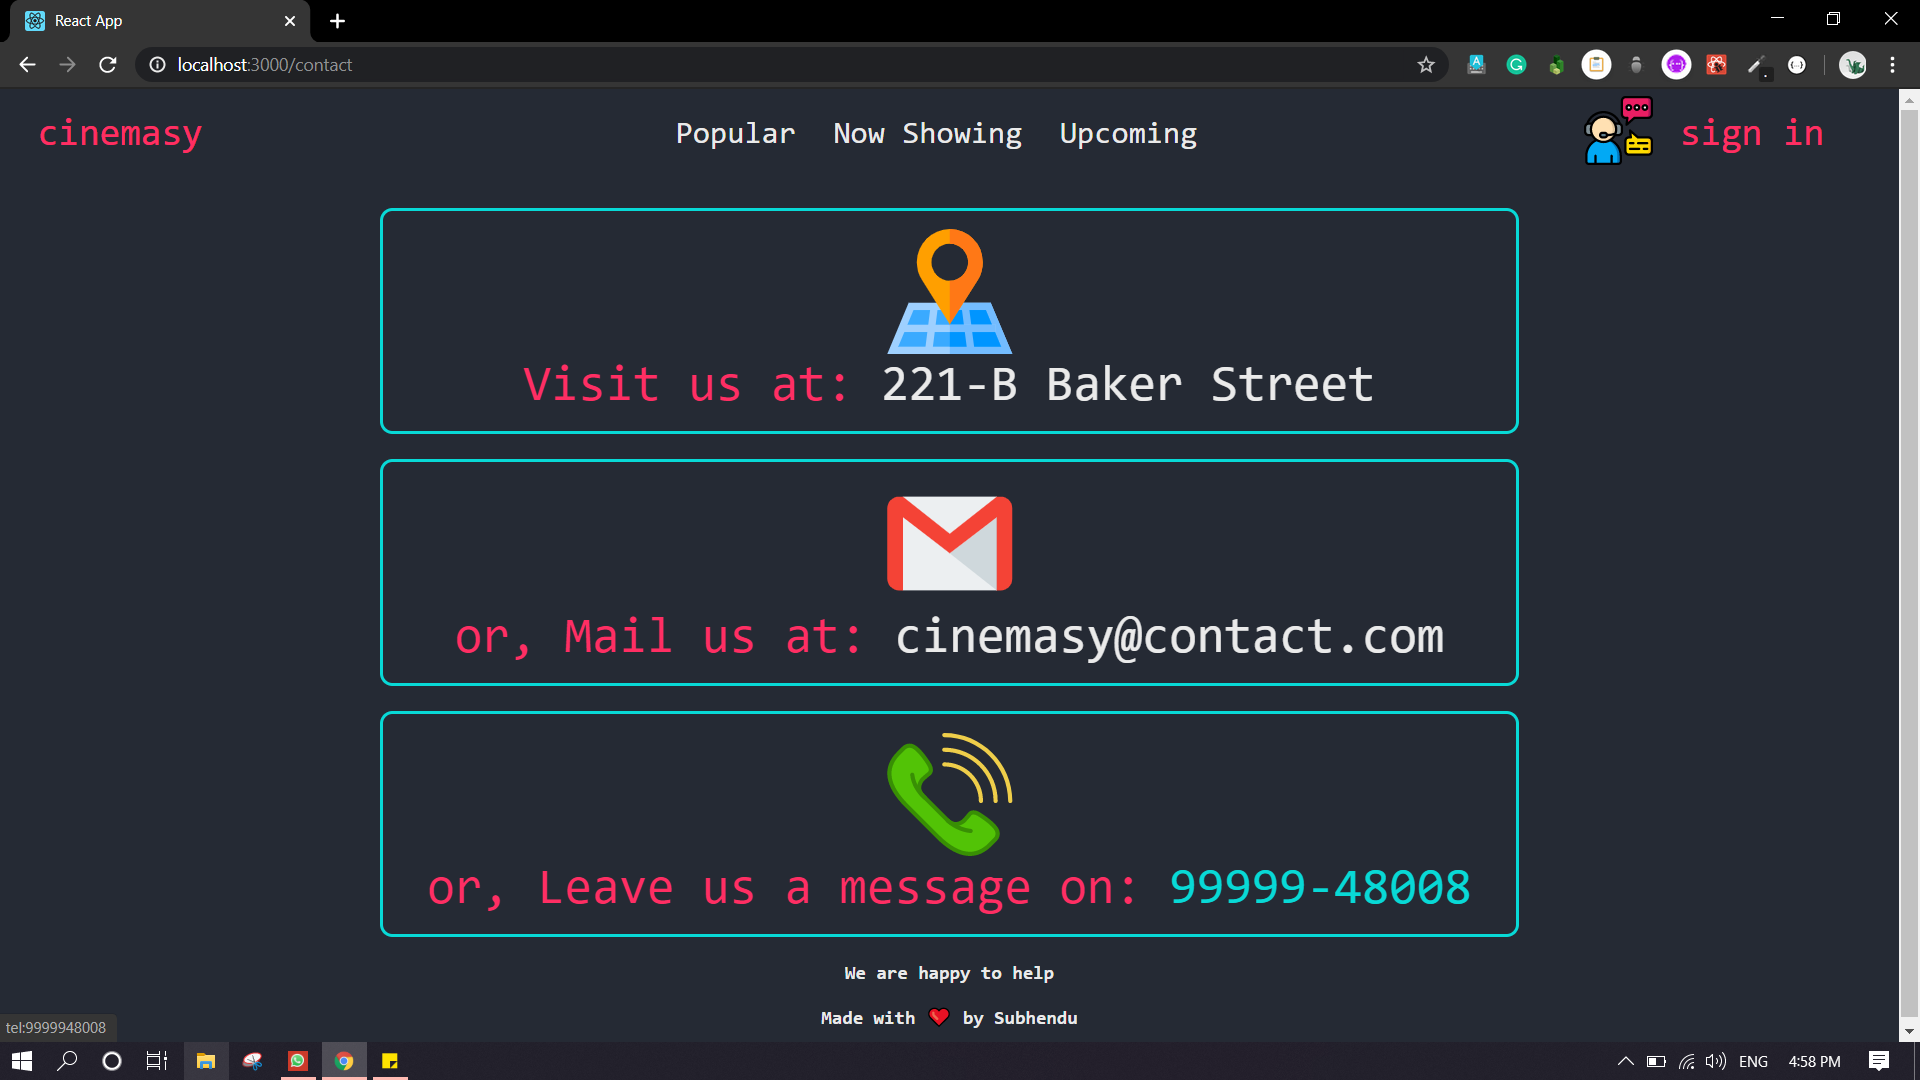 React App
localhost:3000/contact
cinemasy
Popular Now Showing Upcoming
sign in
Visit us at: 221-B Baker Street
or, Mail us at: cinemasy@contact.com
or, Leave us a message on: 99999-48008
We are happy to help
Made with by Subhendu
tel:9999948008
ENG 4:58 PM